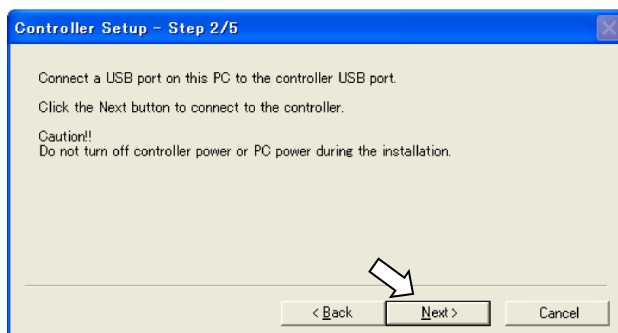 Controller Setup - Step 2/5
Connect a USB port on this PC to the controller USB port.
Click the Next button to connect to the controller.
Caution!!
Do not turn off controller power or PC power during the installation.
< Back
Next >
Cancel